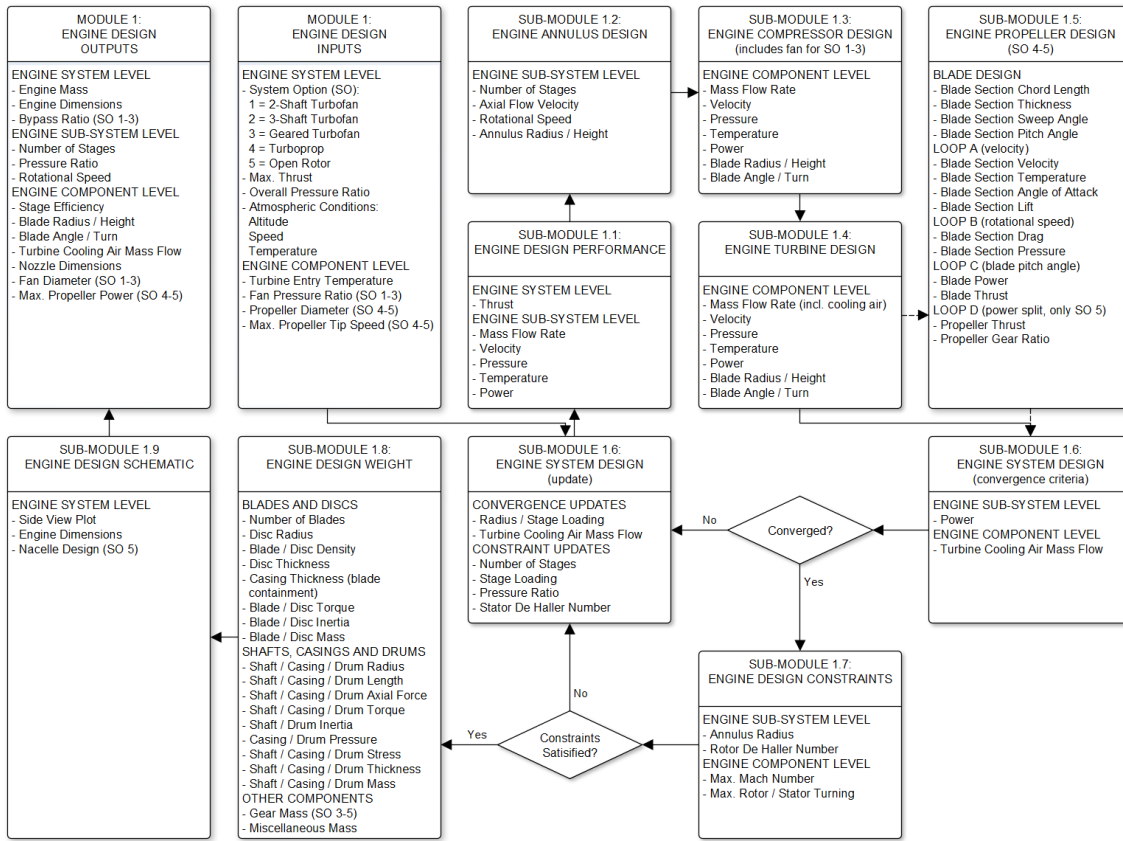 MODULE 1:
ENGINE DESIGN
OUTPUTS
ENGINE SYSTEM LEVEL
- Engine Mass
- Engine Dimensions
- Bypass Ratio (SO 1-3)
ENGINE SUB-SYSTEM LEVEL
- Number of Stages
- Pressure Ratio
- Rotational Speed
ENGINE COMPONENT LEVEL
- Stage Efficiency
- Blade Radius / Height
- Blade Angle / Turn
- Turbine Cooling Air Mass Flow
- Nozzle Dimensions
- Fan Diameter (SO 1-3)
- Max. Propeller Power (SO 4-5)
MODULE 1:
ENGINE DESIGN
INPUTS
ENGINE SYSTEM LEVEL
- System Option (SO):
1 = 2-Shaft Turbofan
2 = 3-Shaft Turbofan
3 = Geared Turbofan
4 = Turboprop
5 = Open Rotor
- Max. Thrust
- Overall Pressure Ratio
- Atmospheric Conditions:
Altitude
Speed
Temperature
ENGINE COMPONENT LEVEL
- Turbine Entry Temperature
- Fan Pressure Ratio (SO 1-3)
- Propeller Diameter (SO 4-5)
- Max. Propeller Tip Speed (SO 4-5)
SUB-MODULE 1.2:
ENGINE ANNULUS DESIGN
ENGINE SUB-SYSTEM LEVEL
- Number of Stages
- Axial Flow Velocity
- Rotational Speed
- Annulus Radius / Height
SUB-MODULE 1.3:
ENGINE COMPRESSOR DESIGN
(includes fan for SO 1-3)
ENGINE COMPONENT LEVEL
- Mass Flow Rate
- Velocity
- Pressure
- Temperature
- Power
- Blade Radius / Height
- Blade Angle / Turn
SUB-MODULE 1.5:
ENGINE PROPELLER DESIGN
(SO 4-5)
BLADE DESIGN
- Blade Section Chord Length
- Blade Section Thickness
- Blade Section Sweep Angle
- Blade Section Pitch Angle
LOOP A (velocity)
- Blade Section Velocity
- Blade Section Temperature
- Blade Section Angle of Attack
- Blade Section Lift
LOOP B (rotational speed)
- Blade Section Drag
- Blade Section Pressure
LOOP C (blade pitch angle)
- Blade Power
- Blade Thrust
LOOP D (power split, only SO 5)
- Propeller Thrust
- Propeller Gear Ratio
SUB-MODULE 1.1:
ENGINE DESIGN PERFORMANCE
ENGINE SYSTEM LEVEL
- Thrust
ENGINE SUB-SYSTEM LEVEL
- Mass Flow Rate
- Velocity
- Pressure
- Temperature
- Power
SUB-MODULE 1.4:
ENGINE TURBINE DESIGN
ENGINE COMPONENT LEVEL
- Mass Flow Rate (incl. cooling air)
- Velocity
- Pressure
- Temperature
- Power
- Blade Radius / Height
- Blade Angle / Turn
SUB-MODULE 1.9
ENGINE DESIGN SCHEMATIC
ENGINE SYSTEM LEVEL
- Side View Plot
- Engine Dimensions
- Nacelle Design (SO 5)
SUB-MODULE 1.8:
ENGINE DESIGN WEIGHT
BLADES AND DISCS
- Number of Blades
- Disc Radius
- Blade / Disc Density
- Disc Thickness
- Casing Thickness (blade
containment)
- Blade / Disc Torque
- Blade / Disc Inertia
- Blade / Disc Mass
SHAFTS, CASINGS AND DRUMS
- Shaft / Casing / Drum Radius
- Shaft / Casing / Drum Length
- Shaft / Casing / Drum Axial Force
- Shaft / Casing / Drum Torque
- Shaft / Drum Inertia
- Casing / Drum Pressure
- Shaft / Casing / Drum Stress
- Shaft / Casing / Drum Thickness
- Shaft / Casing / Drum Mass
OTHER COMPONENTS
- Gear Mass (SO 3-5)
- Miscellaneous Mass
SUB-MODULE 1.6:
ENGINE SYSTEM DESIGN
(update)
CONVERGENCE UPDATES
- Radius / Stage Loading
- Turbine Cooling Air Mass Flow
CONSTRAINT UPDATES
- Number of Stages
- Stage Loading
- Pressure Ratio
- Stator De Haller Number
No
Converged?
Yes
SUB-MODULE 1.6:
ENGINE SYSTEM DESIGN
(convergence criteria)
ENGINE SUB-SYSTEM LEVEL
- Power
ENGINE COMPONENT LEVEL
- Turbine Cooling Air Mass Flow
SUB-MODULE 1.7:
ENGINE DESIGN CONSTRAINTS
ENGINE SUB-SYSTEM LEVEL
- Annulus Radius
- Rotor De Haller Number
ENGINE COMPONENT LEVEL
- Max. Mach Number
- Max. Rotor / Stator Turning
No
Yes
Constraints
Satisified?